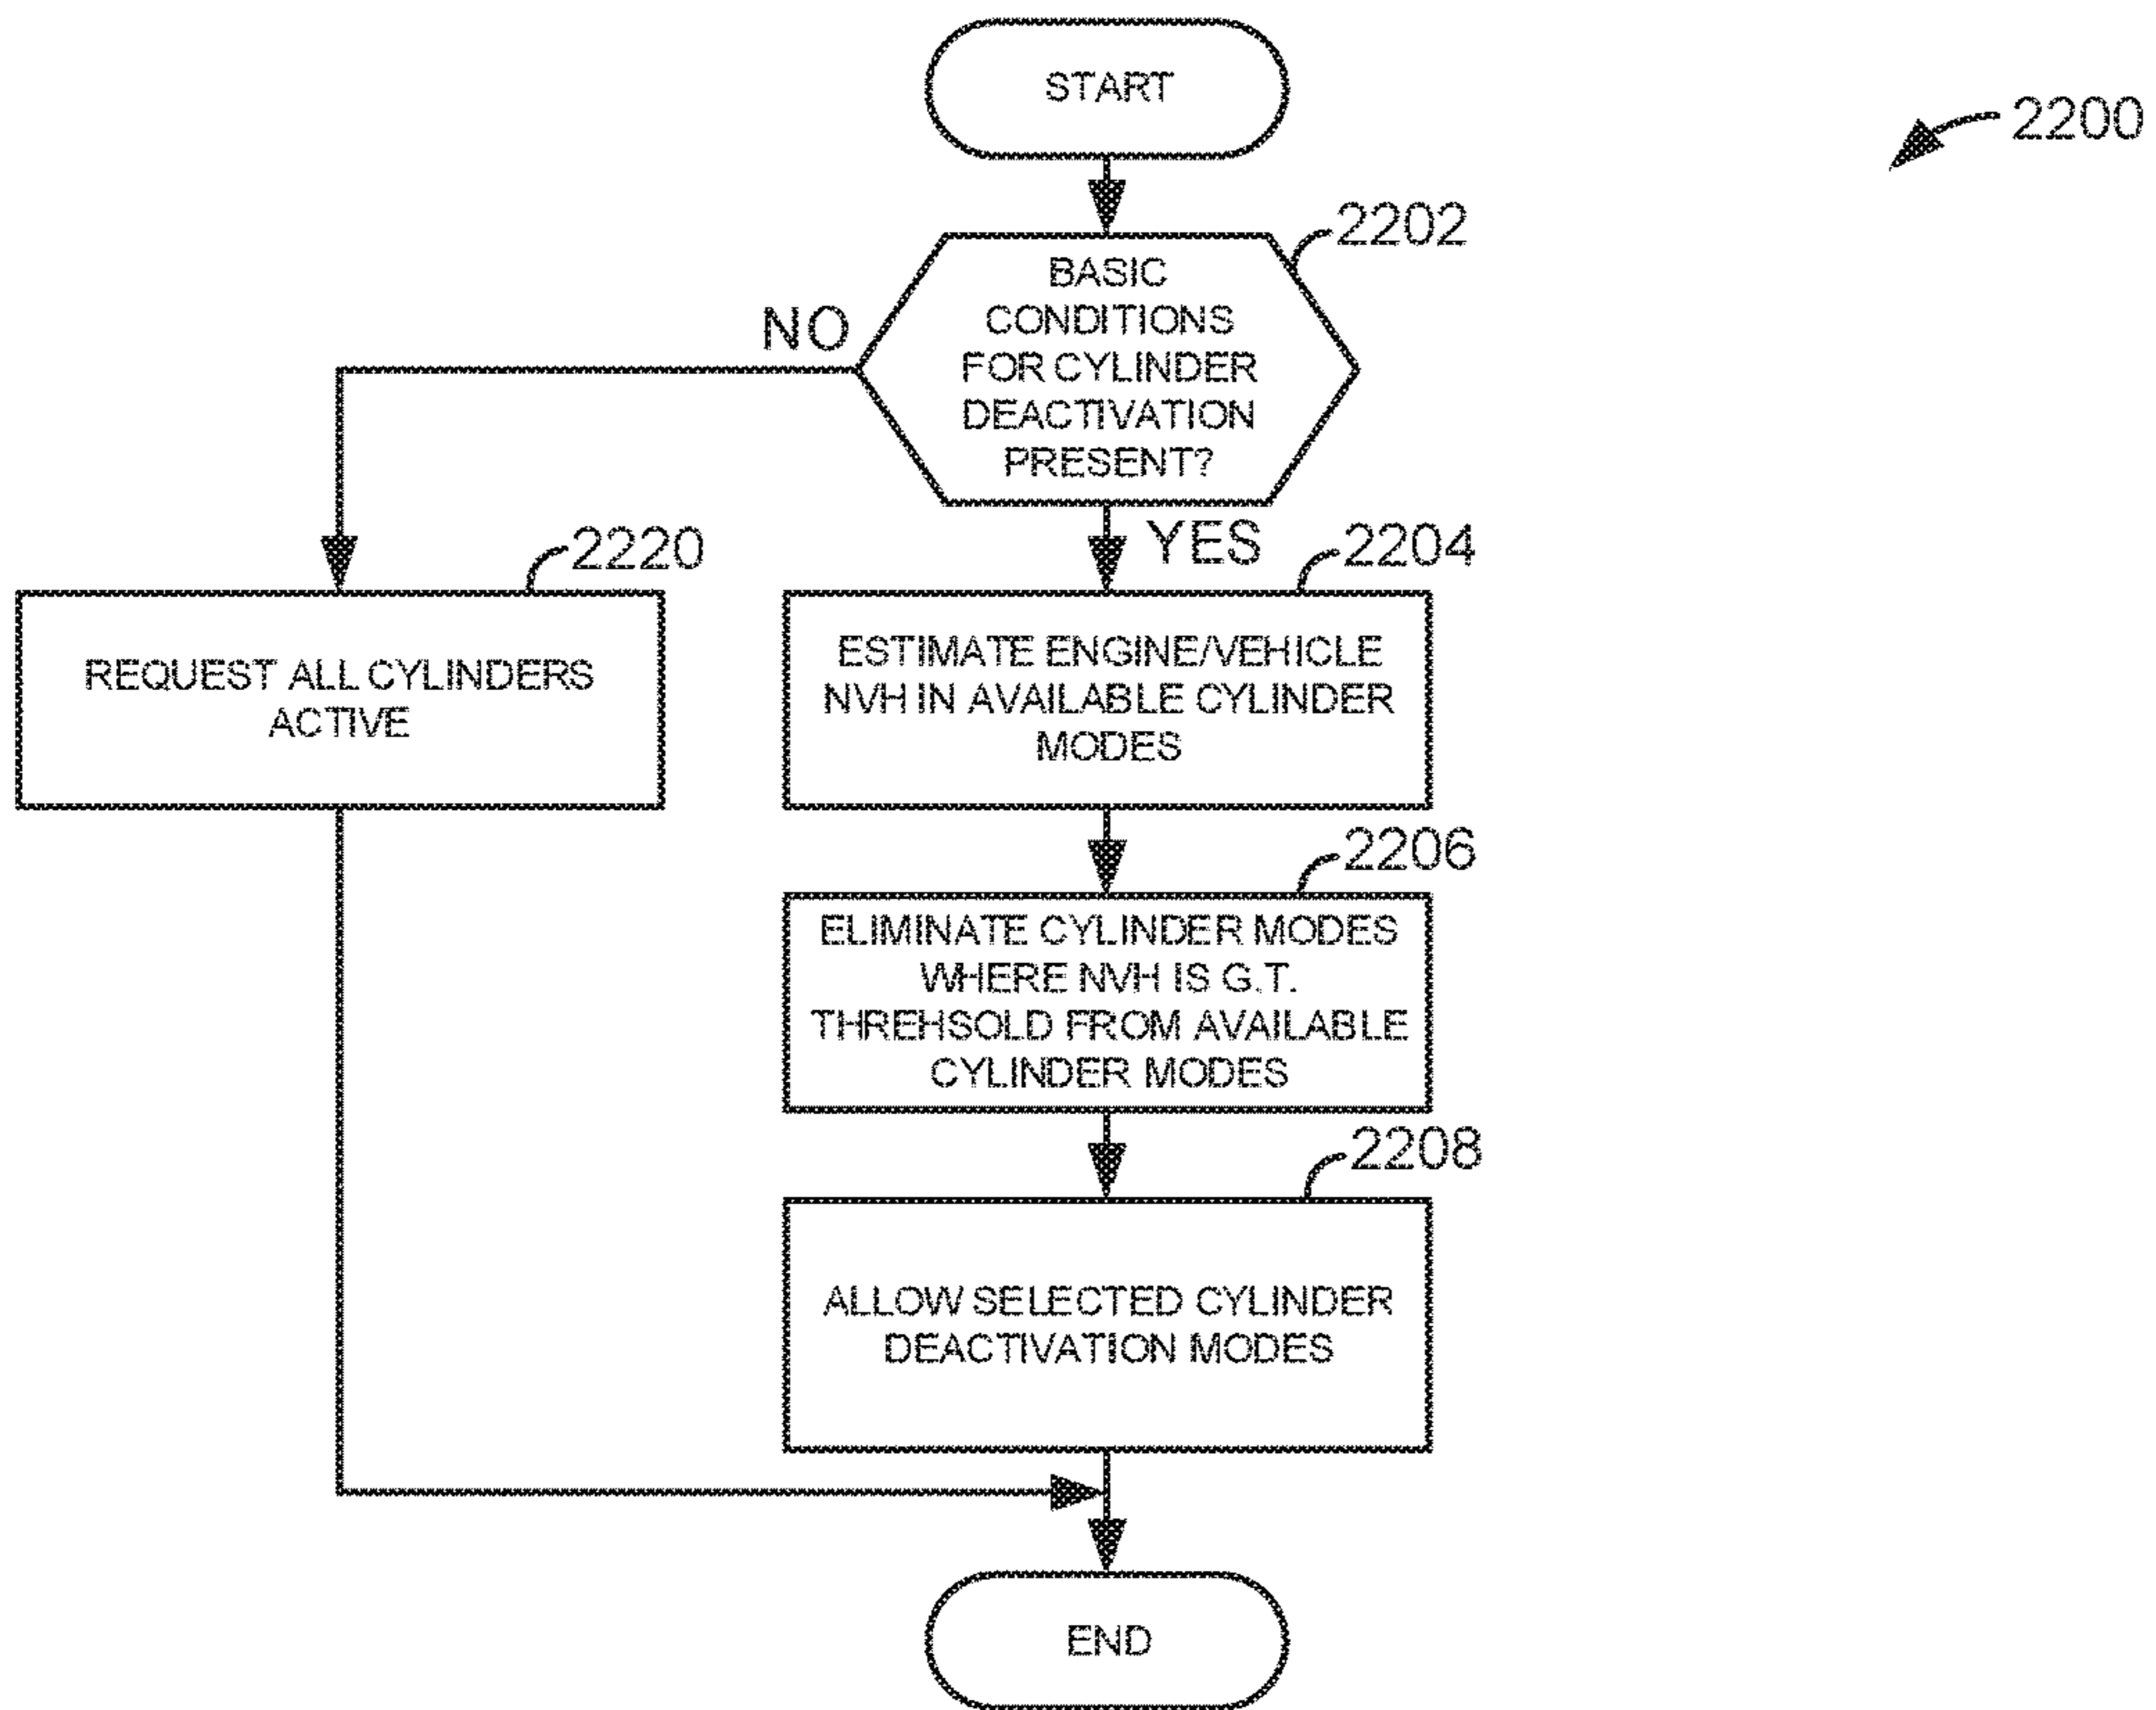 START
2200
2202
BASIC
CONDITIONS
FOR CYLINDER
DEACTIVATION
PRESENT?
NO
YES
2220
REQUEST ALL CYLINDERS
ACTIVE
2204
ESTIMATE ENGINE/VEHICLE
NVH IN AVAILABLE CYLINDER
MODES
2206
ELIMINATE CYLINDER MODES
WHERE NVH IS G.T.
THREHSOLD FROM AVAILABLE
CYLINDER MODES
2208
ALLOW SELECTED CYLINDER
DEACTIVATION MODES
END